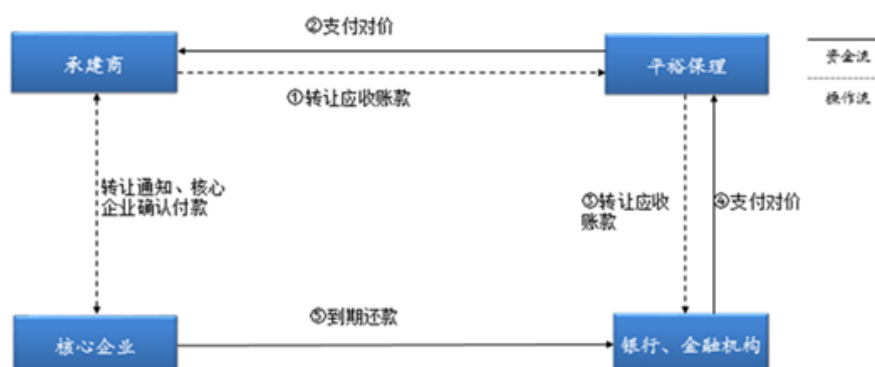 ②支付对价
承建商
平裕保理
资金流
操作流
①转让应收账款
转让通知、核心
企业确认付款
③转让应收
账款
④支付对价
⑤到期还款
核心企业
银行、金融机构